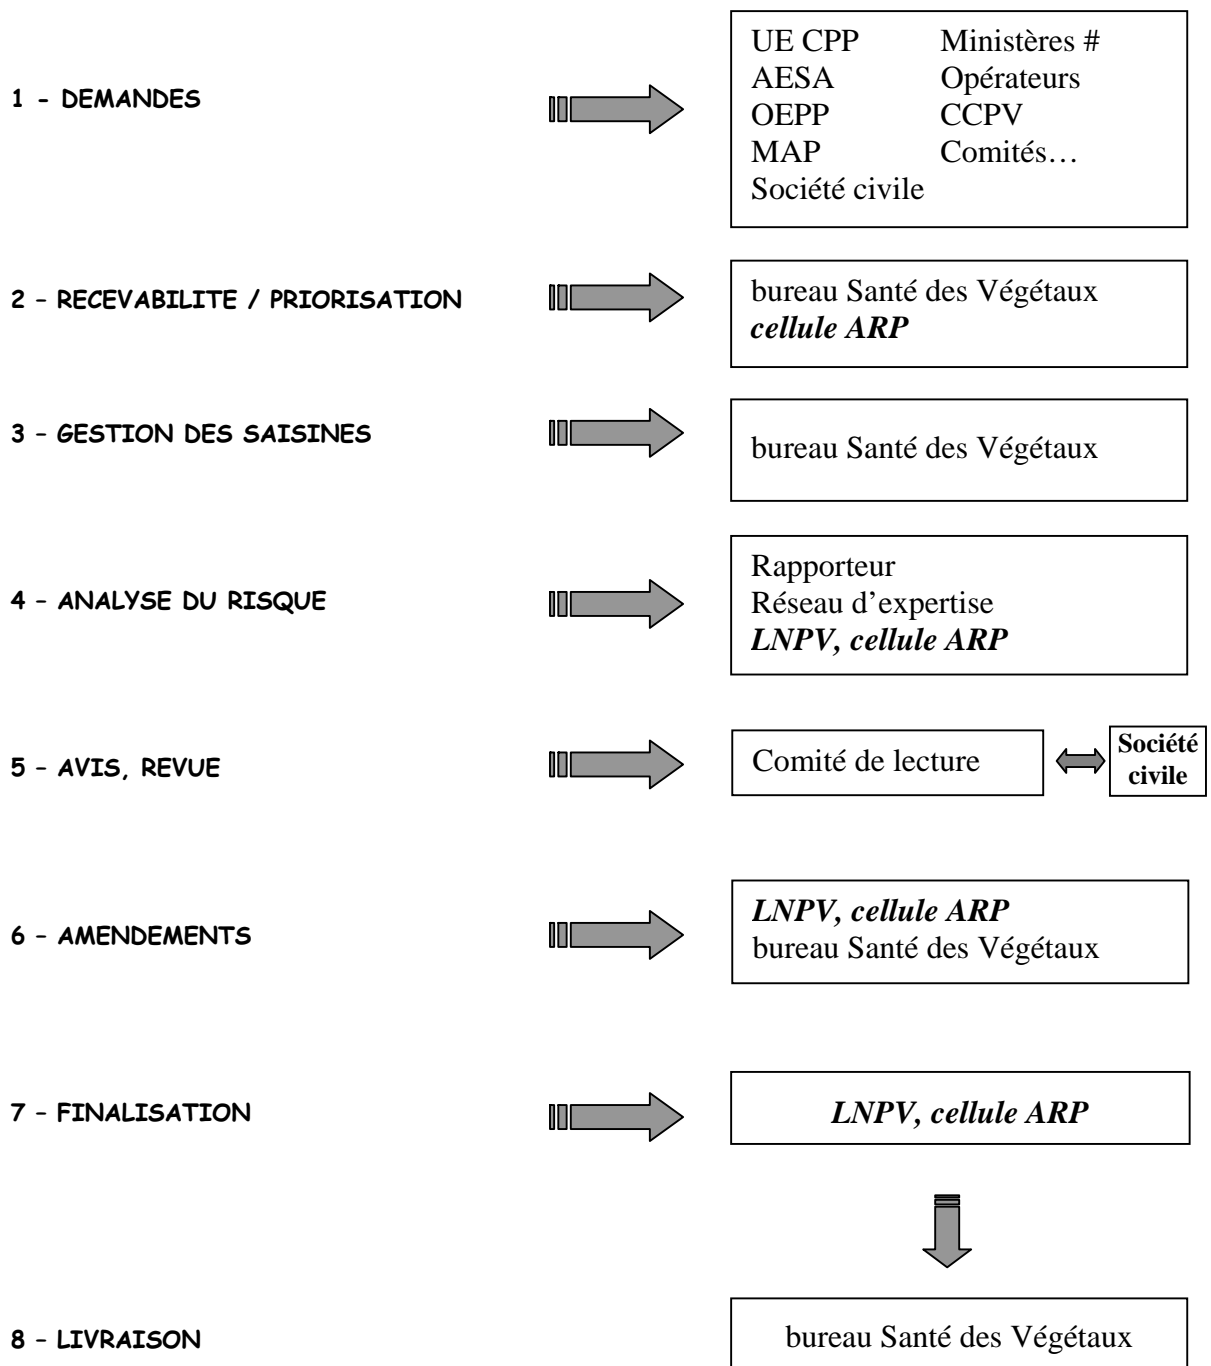 1 - DEMANDES
UE CPP Ministères #
AESA Opérateurs
OEPP CCPV
MAP Comités…
Société civile
2 – RECEVABILITE / PRIORISATION
bureau Santé des Végétaux
cellule ARP
3 – GESTION DES SAISINES
bureau Santé des Végétaux
4 – ANALYSE DU RISQUE
Rapporteur
Réseau d’expertise
LNPV, cellule ARP
5 – AVIS, REVUE
Comité de lecture
Société
civile
6 – AMENDEMENTS
LNPV, cellule ARP
bureau Santé des Végétaux
7 – FINALISATION
LNPV, cellule ARP
8 – LIVRAISON
bureau Santé des Végétaux